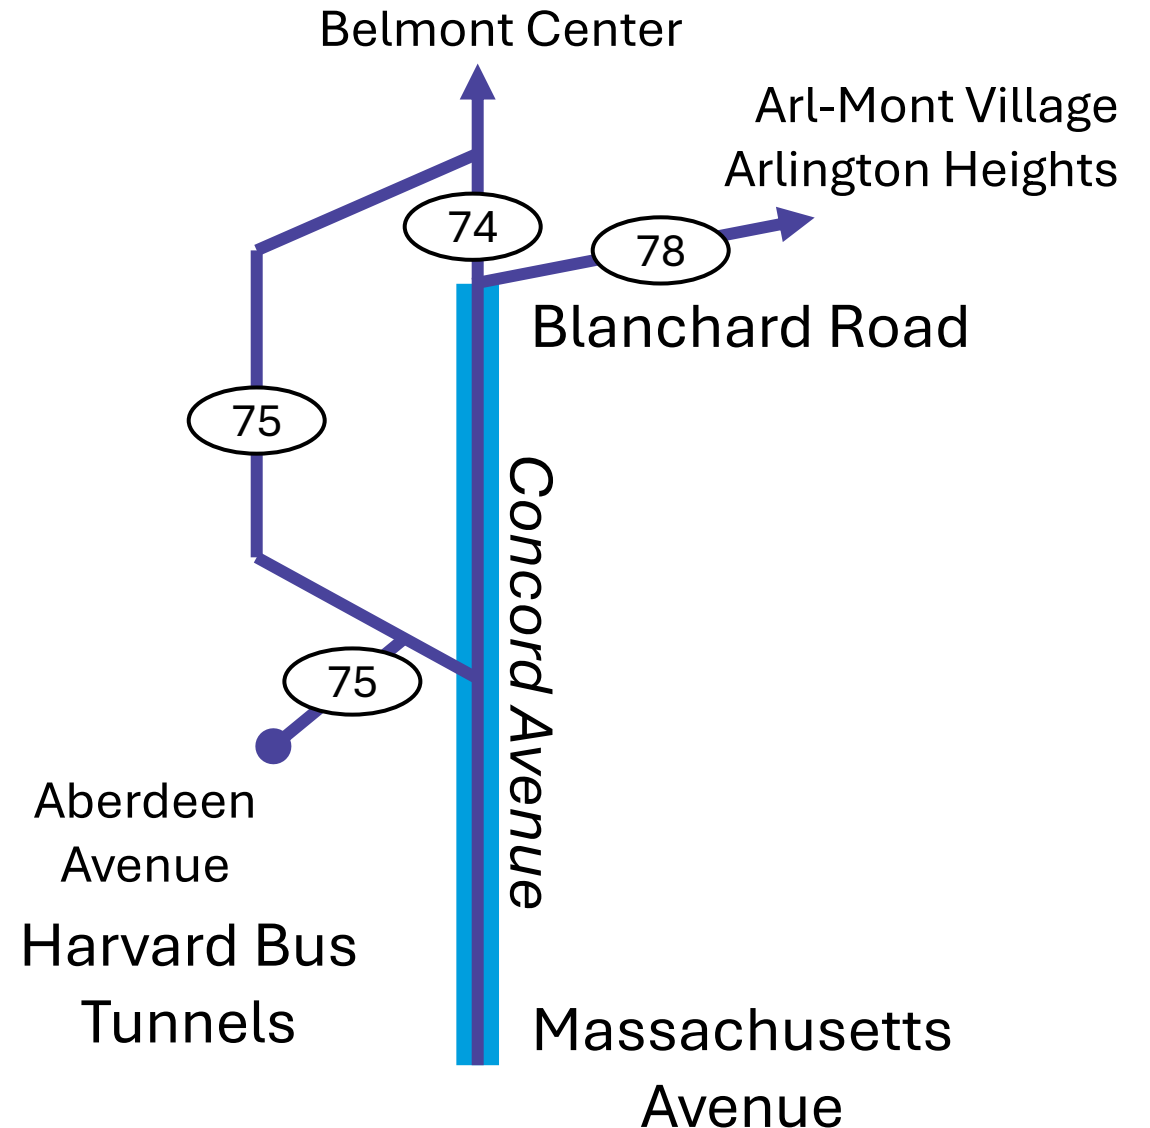 Belmont Center
Arl-Mont Village
Arlington Heights
74
78
Blanchard Road
75
Concord Avenue
75
Aberdeen
Avenue
Harvard Bus
Tunnels
Massachusetts
Avenue